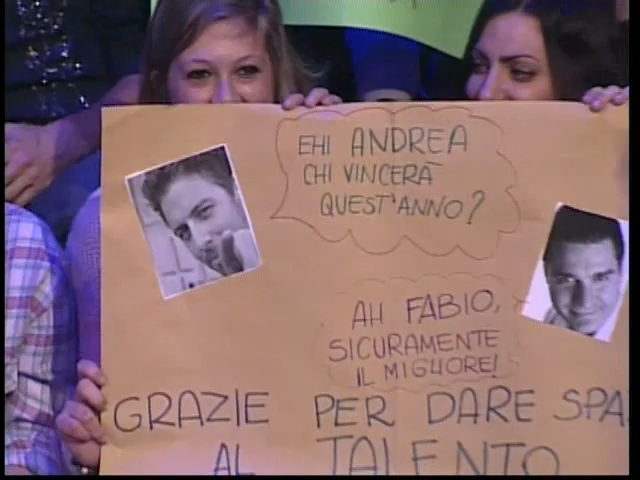 EHI ANDREA
CHI VINCERÀ
QUEST'ANNO?
AH FABIO,
SICURAMENTE
IL MIGLIORE!
GRAZIE PER DARE SPA
AL TALENTO